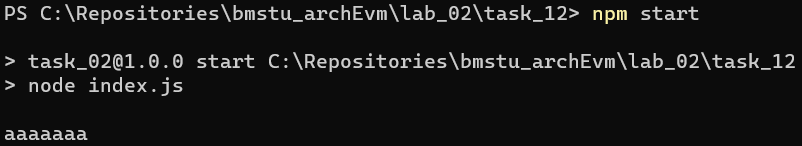 PS C:\Repositories\bmstu_archEvm\lab_02\task_12> npm start
> task_02@1.0.0 start C:\Repositories\bmstu_archEvm\lab_02\task_12
> node index.js
aaaaaaa